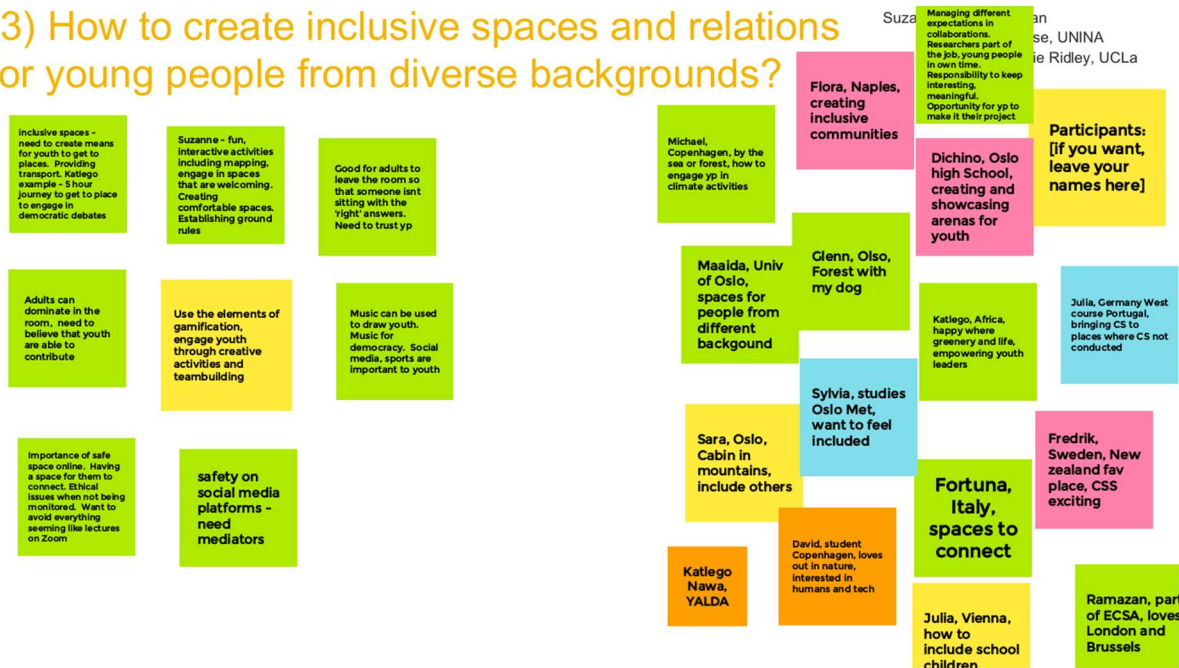 3) How to create inclusive spaces and relations
or young people from diverse backgrounds?
Suza
an
se, UNINA
ie Ridley, UCLa
inclusive spaces -
need to create means
for youth to get to
places. Providing
transport. Katlego
example - 5 hour
journey to get to place
to engage in
democratic debates
Suzanne - fun,
interactive activities
including mapping,
engage in spaces
that are welcoming.
Creating
comfortable spaces.
Establishing ground
rules
Good for adults to
leave the room so
that someone isnt
sitting with the
'right' answers.
Need to trust yp
Adults can
dominate in the
room, need to
believe that youth
are able to
contribute
Use the elements of
gamification,
engage youth
through creative
activities and
teambuilding
Music can be used
to draw youth.
Music for
democracy. Social
media, sports are
important to youth
Importance of safe
space online. Having
a space for them to
connect. Ethical
issues when not being
monitored. Want to
avoid everything
seeming like lectures
on Zoom
safety on
social media
platforms -
need
mediators
Managing different
expectations in
collaborations.
Researchers part of
the job, young people
in own time.
Responsibility to keep
interesting,
meaningful.
Opportunity for yp to
make it their project
Flora, Naples,
creating
inclusive
communities
Michael,
Copenhagen, by the
sea or forest, how to
engage yp in
climate activities
Participants:
[if you want,
leave your
names here]
Dichino, Oslo
high School,
creating and
showcasing
arenas for
youth
Maaida, Univ
of Oslo,
spaces for
people from
different
backgound
Glenn, Olso,
Forest with
my dog
Katlego, Africa,
happy where
greenery and life,
empowering youth
leaders
Julia, Germany West
course Portugal,
bringing CS to
places where CS not
conducted
Sylvia, studies
Oslo Met,
want to feel
included
Sara, Oslo,
Cabin in
mountains,
include others
Fredrik,
Sweden, New
zealand fav
place, CSS
exciting
Fortuna,
Italy,
spaces to
connect
David, student
Copenhagen, loves
out in nature,
interested in
humans and tech
Katlego
Nawa,
YALDA
Julia, Vienna,
how to
include school
children
Ramazan, part
of ECSA, loves
London and
Brussels